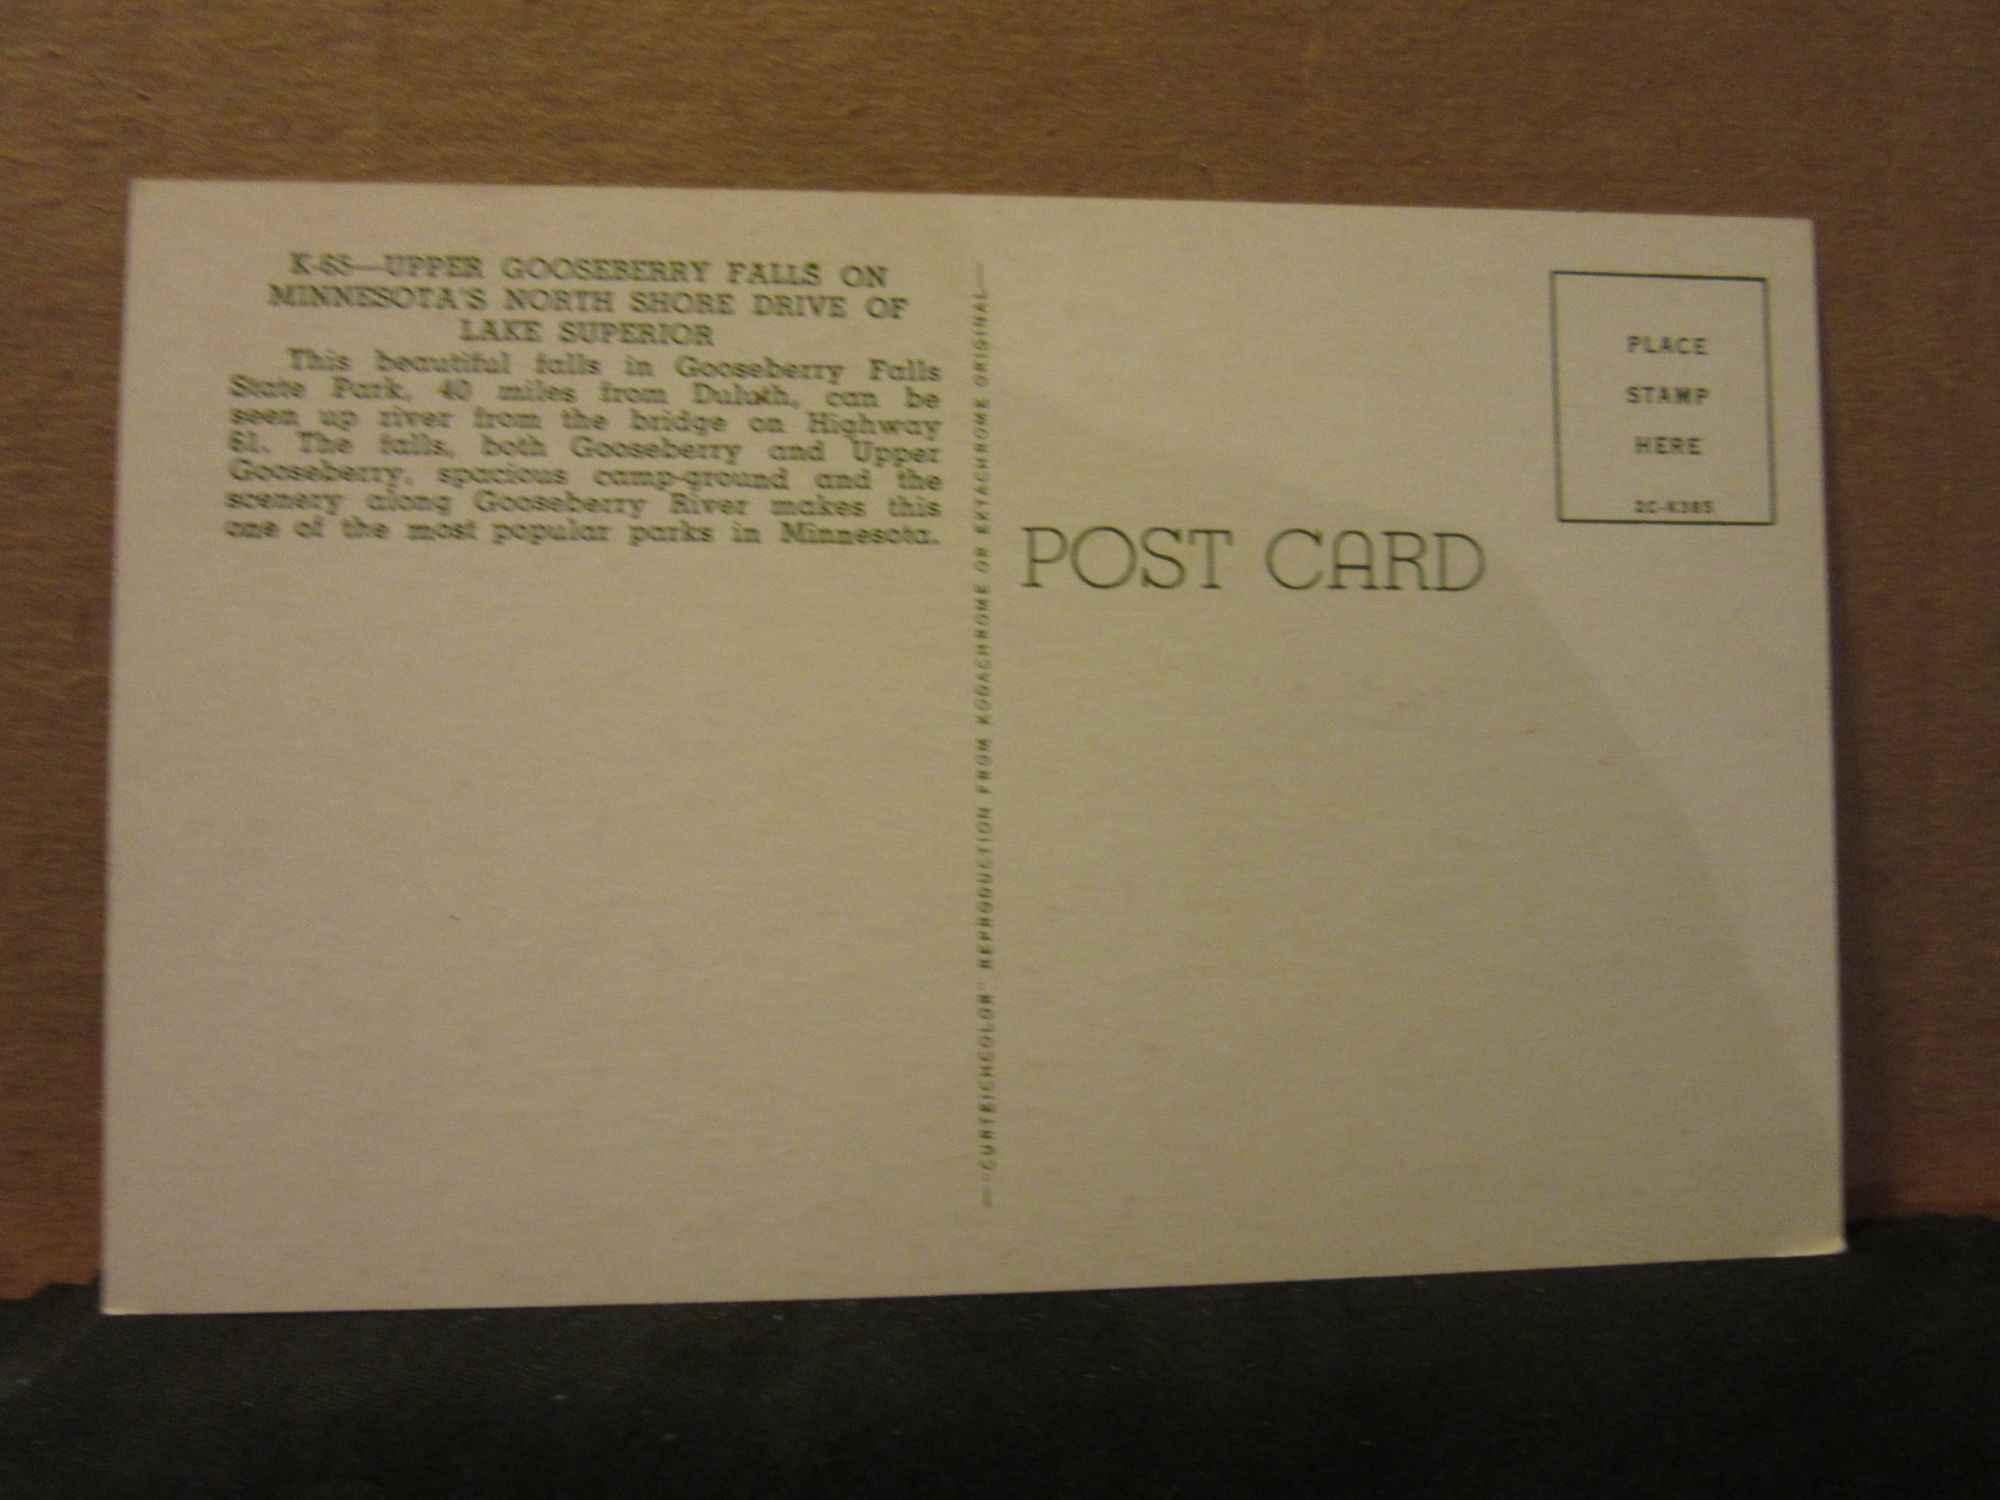 K-65—UPPER GOOSEBERRY FALLS ON
MINNESOTA'S NORTH SHORE DRIVE OF
LAKE SUPERIOR
This beautiful falls in Gooseberry Falls
State Park, 40 miles from Duluth, can be
seen up river from the bridge on Highway
61. The falls, both Gooseberry and Upper
Gooseberry, spacious camp-ground and the
scenery along Gooseberry River makes this
one of the most popular parks in Minnesota.
—"CURTEICHCOLOR" REPRODUCTION FROM KODACHROME OR EKTACHROME ORIGINAL—
POST CARD
PLACE
STAMP
HERE
2C-K385